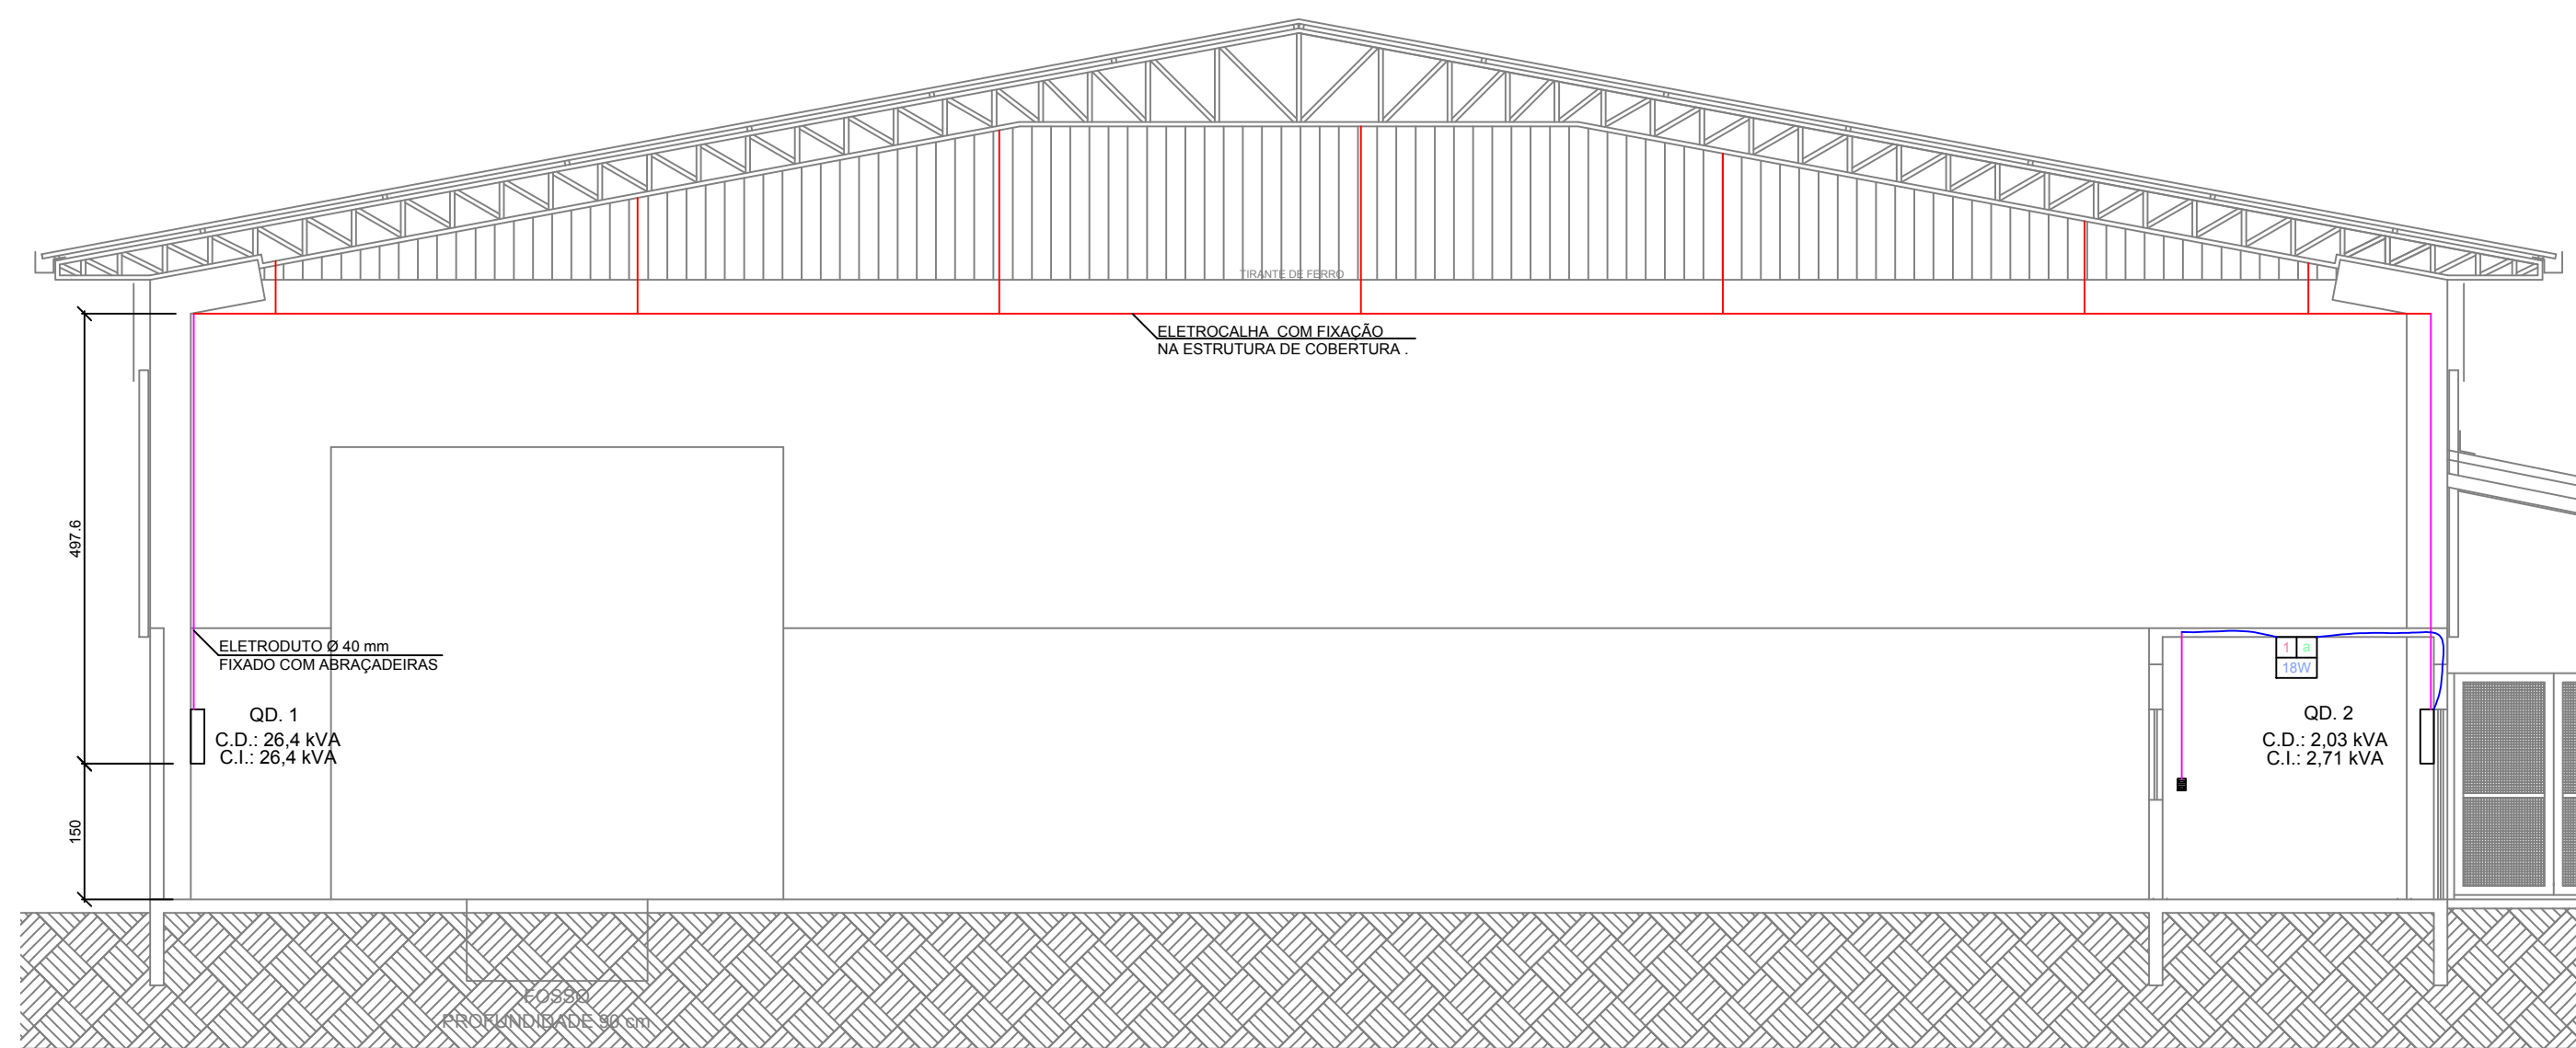 TIRANTE DE FERRO
ELETROCALHA COM FIXAÇÃO
NA ESTRUTURA DE COBERTURA .
497.6
ELETRODUTO Ø 40 mm
FIXADO COM ABRAÇADEIRAS
1 a
18W
QD. 1
C.D.: 26,4 kVA
C.I.: 26,4 kVA
QD. 2
C.D.: 2,03 kVA
C.I.: 2,71 kVA
150
FOSSO
PROFUNDIDADE 90 cm